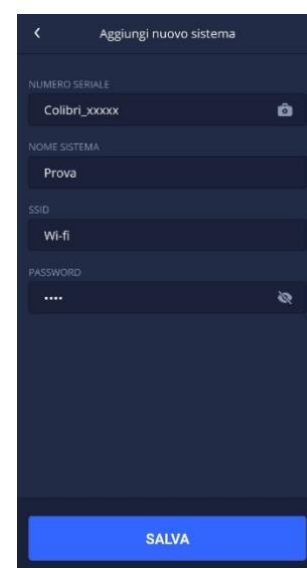 Aggiungi nuovo sistema
NUMERO SERIALE
Colibri_xxxxx
NOME SISTEMA
Prova
SSID
Wi-fi
PASSWORD
••••
SALVA